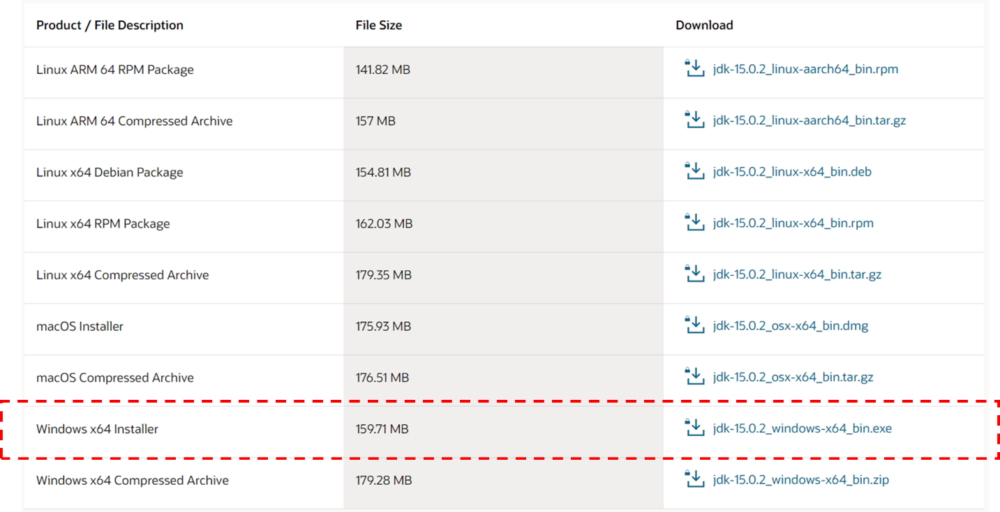 Product / File Description File Size Download
Linux ARM 64 RPM Package 141.82 MB jdk-15.0.2_linux-aarch64_bin.rpm
Linux ARM 64 Compressed Archive 157 MB jdk-15.0.2_linux-aarch64_bin.tar.gz
Linux x64 Debian Package 154.81 MB jdk-15.0.2_linux-x64_bin.deb
Linux x64 RPM Package 162.03 MB jdk-15.0.2_linux-x64_bin.rpm
Linux x64 Compressed Archive 179.35 MB jdk-15.0.2_linux-x64_bin.tar.gz
macOS Installer 175.93 MB jdk-15.0.2_osx-x64_bin.dmg
macOS Compressed Archive 176.51 MB jdk-15.0.2_osx-x64_bin.tar.gz
Windows x64 Installer 159.71 MB jdk-15.0.2_windows-x64_bin.exe
Windows x64 Compressed Archive 179.28 MB jdk-15.0.2_windows-x64_bin.zip